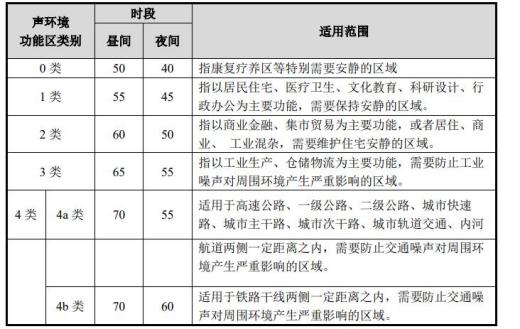 声环境
功能区类别
时段
昼间 夜间
适用范围
0 类 50 40 指康复疗养区等特别需要安静的区域
1 类 55 45 指以居民住宅、医疗卫生、文化教育、科研设计、行
政办公为主要功能，需要保持安静的区域。
2 类 60 50 指以商业金融、集市贸易为主要功能，或者居住、商
业、 工业混杂，需要维护住宅安静的区域。
3 类 65 55 指以工业生产、仓储物流为主要功能，需要防止工业
噪声对周围环境产生严重影响的区域。
4 类 4a 类 70 55 适用于高速公路、一级公路、二级公路、城市快速
路、城市主干路、城市次干路、城市轨道交通、内河
航道两侧一定距离之内，需要防止交通噪声对周围环
境产生严重影响的区域。
4b 类 70 60 适用于铁路干线两侧一定距离之内，需要防止交通噪
声对周围环境产生严重影响的区域。